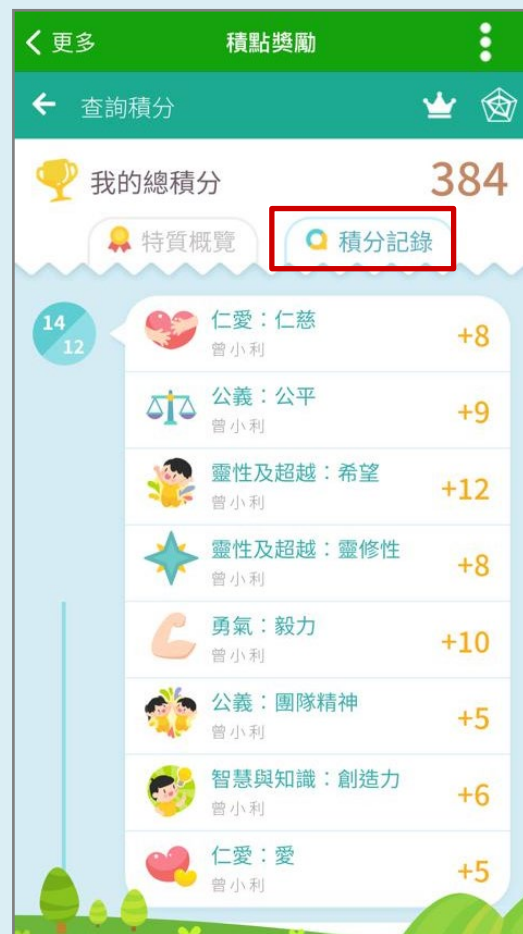 更多
積點獎勵
查詢積分
我的總積分
384
特質概覽
積分記錄
14
12
仁愛：仁慈
曾小利
+8
公義：公平
曾小利
+9
靈性及超越：希望
曾小利
+12
靈性及超越：靈修性
曾小利
+8
勇氣：毅力
曾小利
+10
公義：團隊精神
曾小利
+5
智慧與知識：創造力
曾小利
+6
仁愛：愛
曾小利
+5